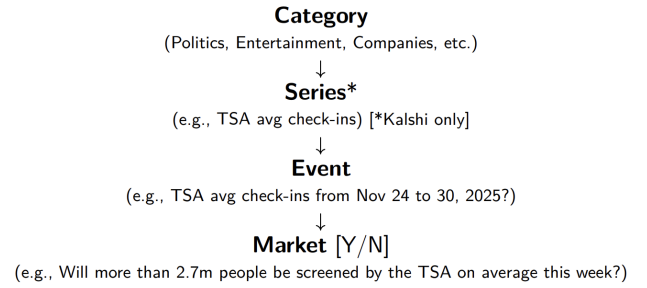 Category
(Politics, Entertainment, Companies, etc.)
↓
Series*
(e.g., TSA avg check-ins) [*Kalshi only]
↓
Event
(e.g., TSA avg check-ins from Nov 24 to 30, 2025?)
↓
Market [Y/N]
(e.g., Will more than 2.7m people be screened by the TSA on average this week?)